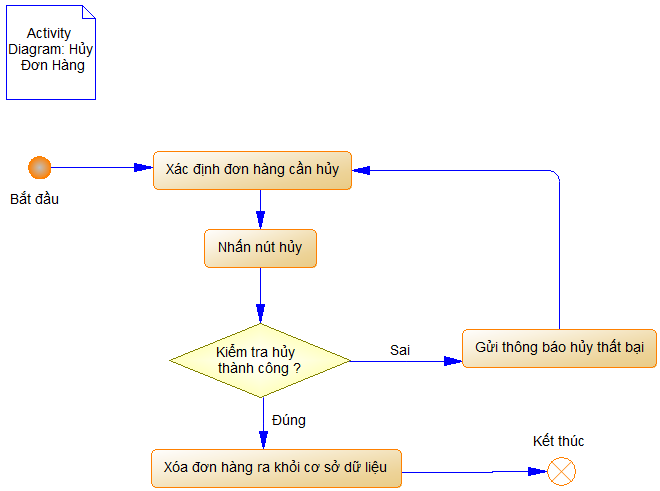 Activity
Diagram: Hủy
Đơn Hàng
Bắt đầu
Xác định đơn hàng cần hủy
Nhấn nút hủy
Kiểm tra hủy
thành công ?
Sai
Gửi thông báo hủy thất bại
Đúng
Xóa đơn hàng ra khỏi cơ sở dữ liệu
Kết thúc